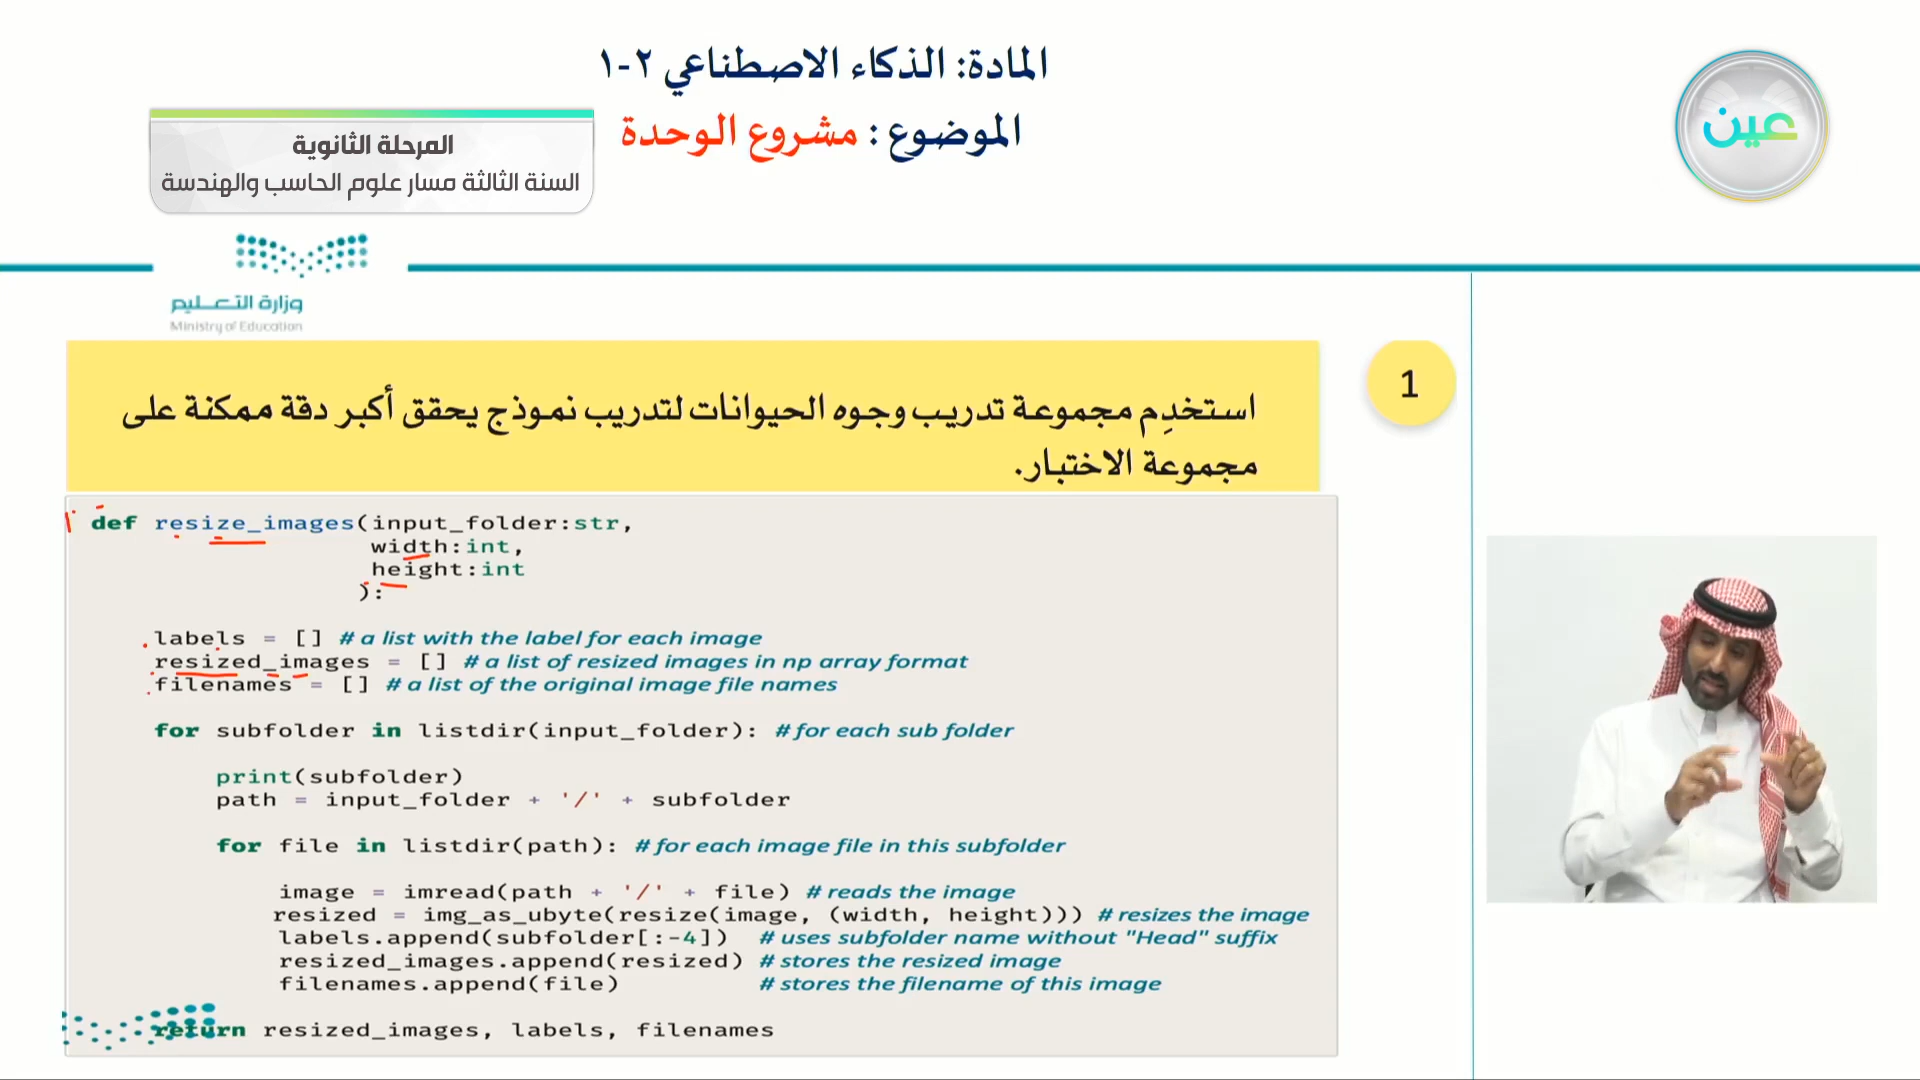 المادة: الذكاء الاصطناعي ٢-١
الموضوع : مشروع الوحدة
المرحلة الثانوية
السنة الثالثة مسار علوم الحاسب والهندسة
عين
وزارة التعليم
Ministry of Education
1
استخدِم مجموعة تدريب وجوه الحيوانات لتدريب نموذج يحقق أكبر دقة ممكنة على
مجموعة الاختبار.
def resize_images(input_folder:str,
width:int,
height:int
):
labels = [] # a list with the label for each image
resized_images = [] # a list of resized images in np array format
filenames = [] # a list of the original image file names
for subfolder in listdir(input_folder): # for each sub folder
print(subfolder)
path = input_folder + '/' + subfolder
for file in listdir(path): # for each image file in this subfolder
image = imread(path + '/' + file) # reads the image
resized = img_as_ubyte(resize(image, (width, height))) # resizes the image
labels.append(subfolder[:-4]) # uses subfolder name without "Head" suffix
resized_images.append(resized) # stores the resized image
filenames.append(file) # stores the filename of this image
return resized_images, labels, filenames